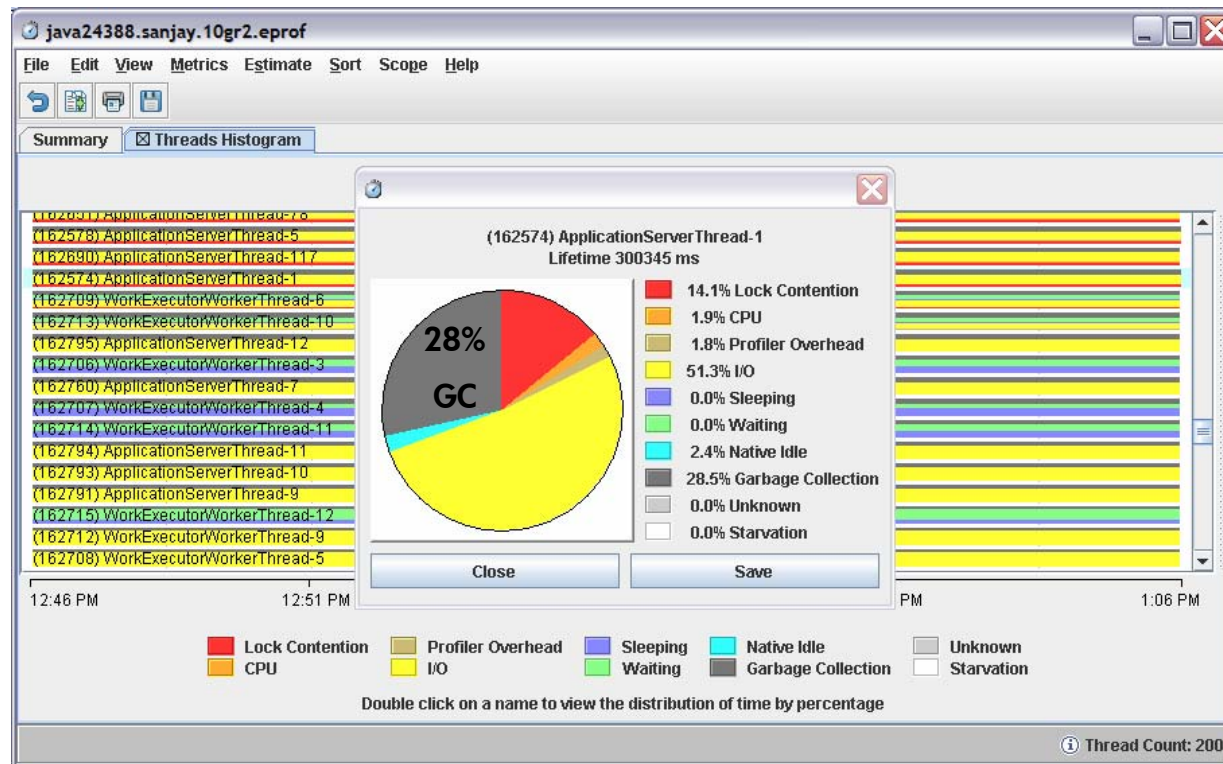 java24388.sanjay.10gr2.eprof
File Edit View Metrics Estimate Sort Scope Help
Summary Threads Histogram
(162651) ApplicationServerThread-78
(162578) ApplicationServerThread-5
(162690) ApplicationServerThread-117
(162574) ApplicationServerThread-1
(162709) WorkExecutorWorkerThread-6
(162713) WorkExecutorWorkerThread-10
(162795) ApplicationServerThread-12
(162706) WorkExecutorWorkerThread-3
(162760) ApplicationServerThread-7
(162707) WorkExecutorWorkerThread-4
(162714) WorkExecutorWorkerThread-11
(162794) ApplicationServerThread-11
(162793) ApplicationServerThread-10
(162791) ApplicationServerThread-9
(162715) WorkExecutorWorkerThread-12
(162712) WorkExecutorWorkerThread-9
(162708) WorkExecutorWorkerThread-5
(162574) ApplicationServerThread-1
Lifetime 300345 ms
28%
GC
14.1% Lock Contention
1.9% CPU
1.8% Profiler Overhead
51.3% I/O
0.0% Sleeping
0.0% Waiting
2.4% Native Idle
28.5% Garbage Collection
0.0% Unknown
0.0% Starvation
Close Save
12:46 PM 12:51 PM PM 1:06 PM
Lock Contention Profiler Overhead Sleeping Native Idle Unknown
CPU I/O Waiting Garbage Collection Starvation
Double click on a name to view the distribution of time by percentage
Thread Count: 200